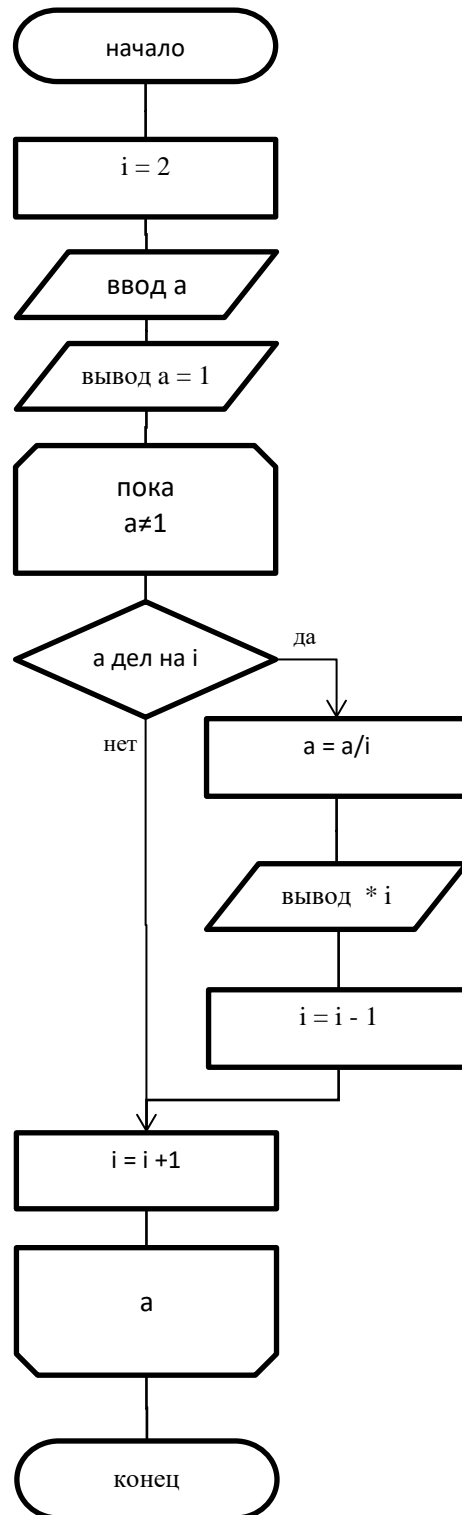 начало
i = 2
ввод а
вывод а = 1
пока
а≠1
а дел на i
да
нет
а = а/i
вывод * i
i = i - 1
i = i +1
а
конец